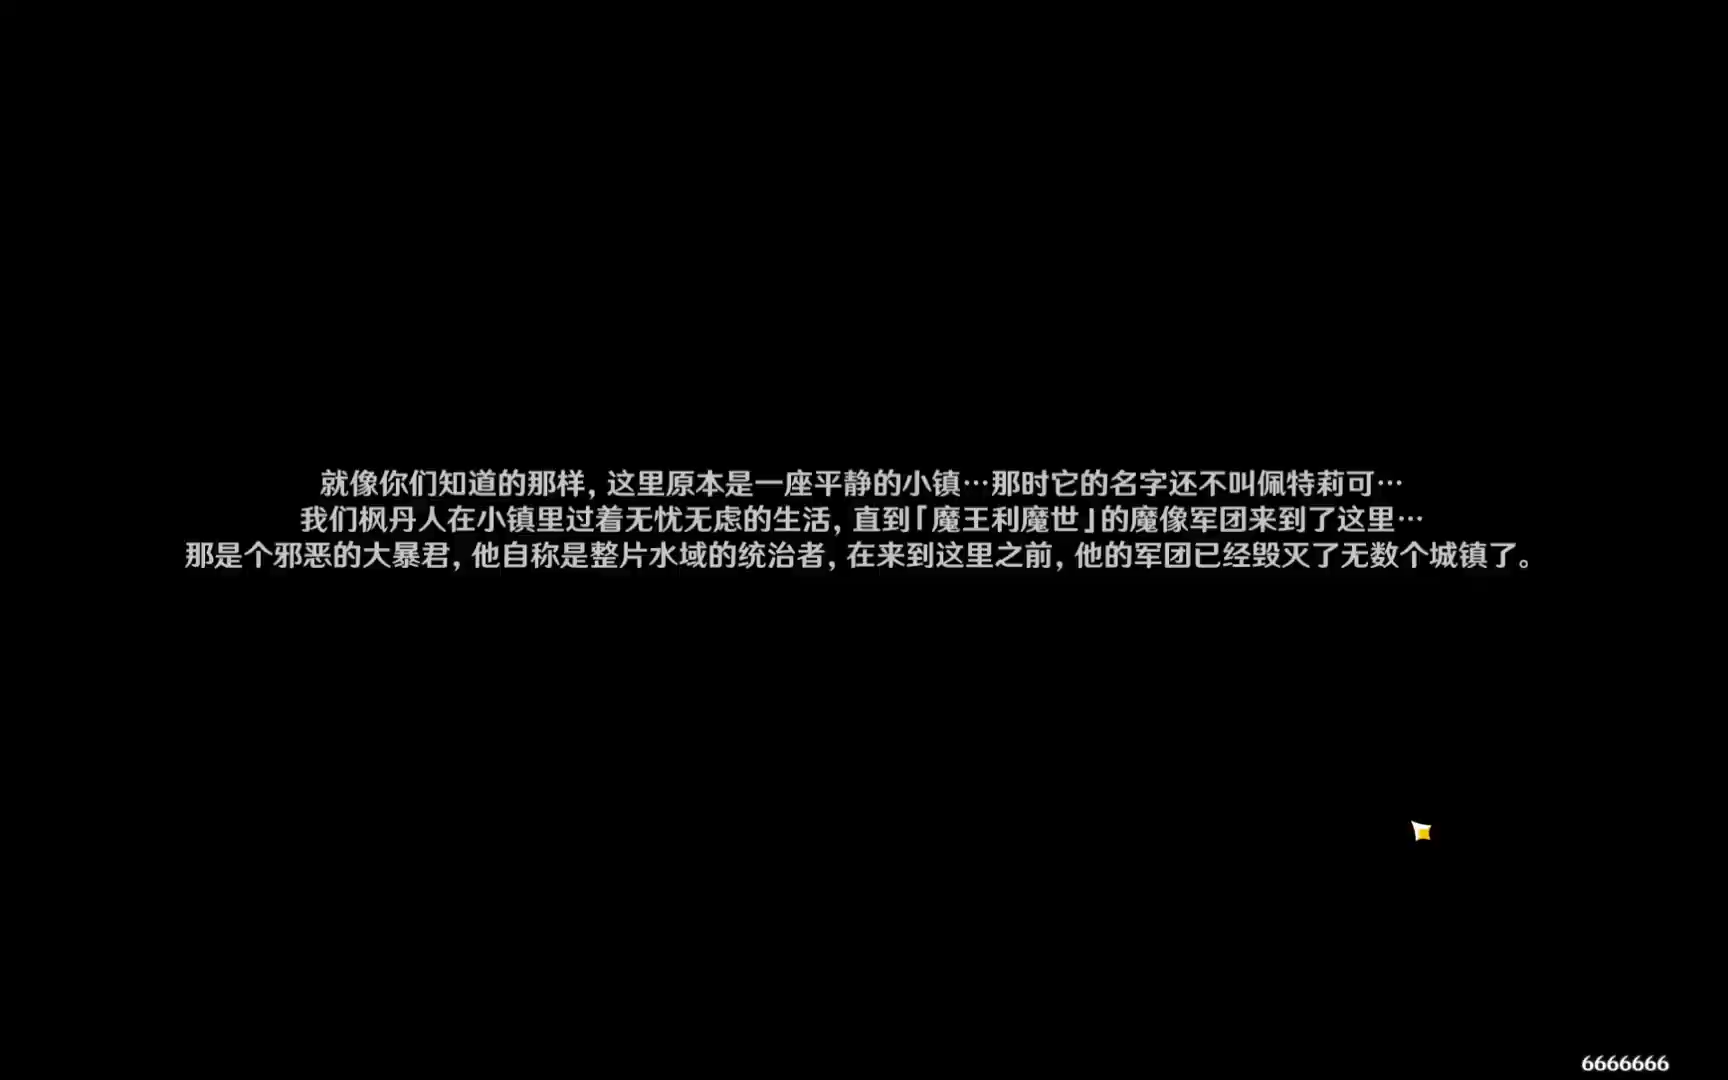 就像你们知道的那样，这里原本是一座平静的小镇…那时它的名字还不叫佩特莉可…
我们枫丹人在小镇里过着无忧无虑的生活，直到「魔王利魔世」的魔像军团来到了这里…
那是个邪恶的大暴君，他自称是整片水域的统治者，在来到这里之前，他的军团已经毁灭了无数个城镇了。
6666666